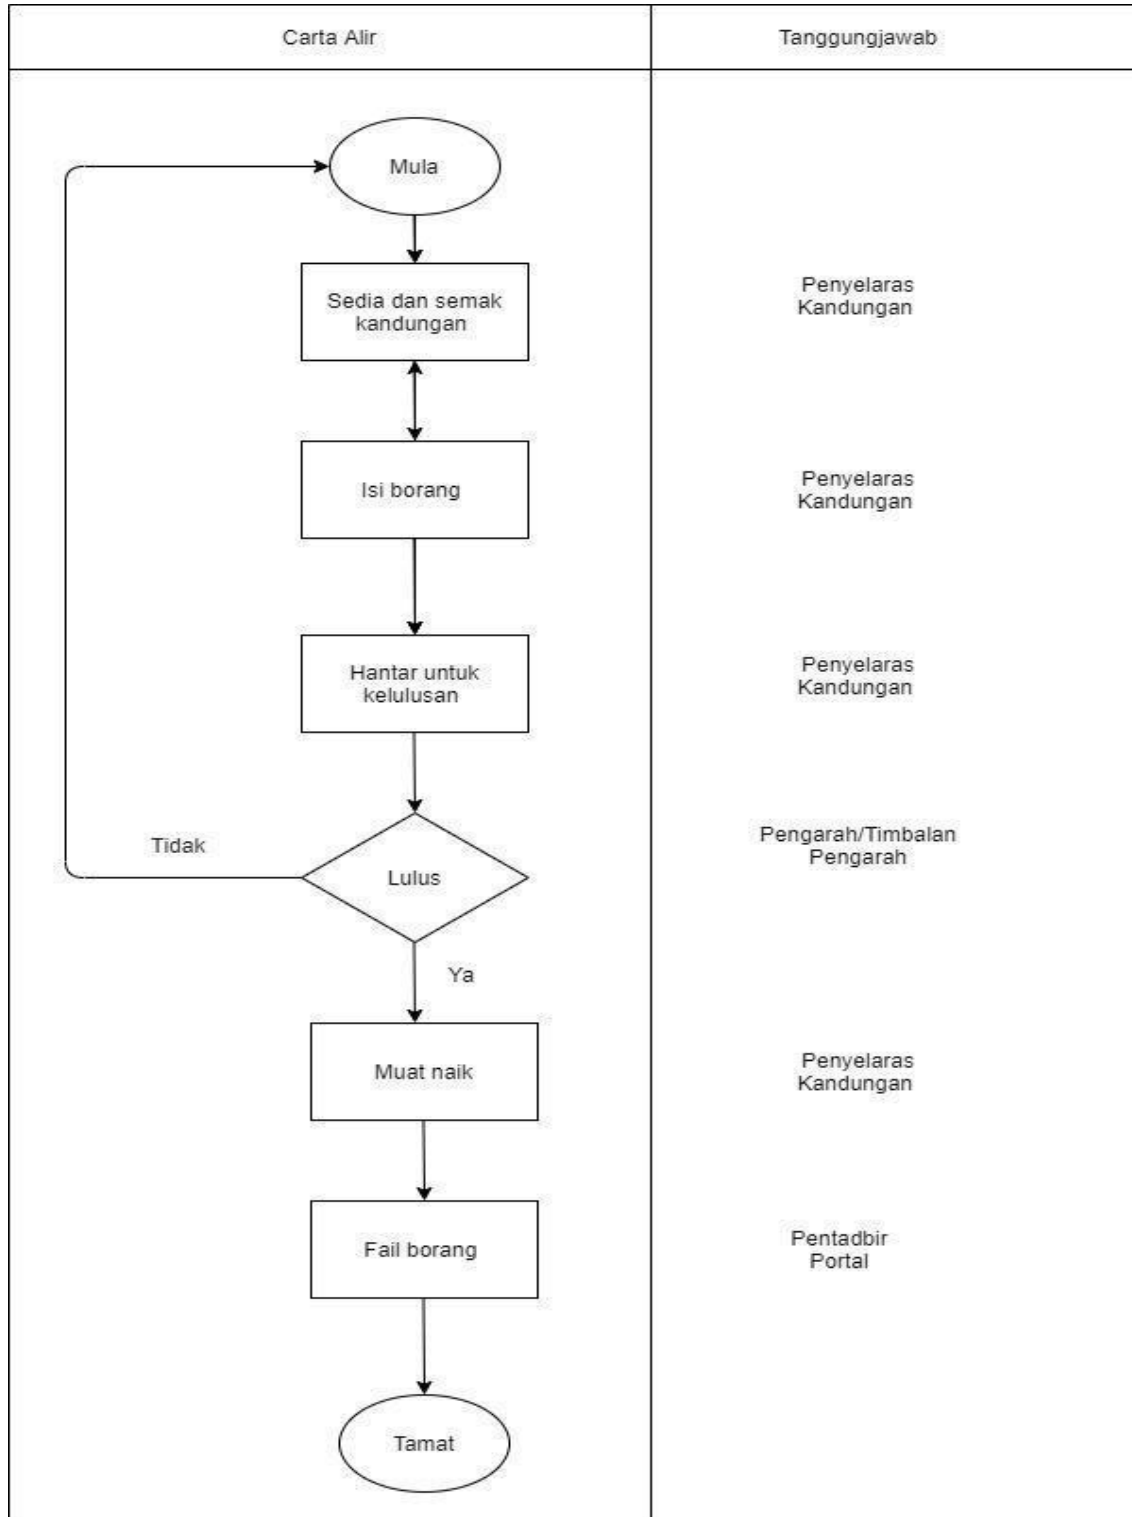 Carta Alir
Tanggungjawab
Mula
Sedia dan semak
kandungan
Penyelaras
Kandungan
Isi borang
Penyelaras
Kandungan
Hantar untuk
kelulusan
Penyelaras
Kandungan
Tidak
Lulus
Pengarah/Timbalan
Pengarah
Ya
Muat naik
Penyelaras
Kandungan
Fail borang
Pentadbir
Portal
Tamat